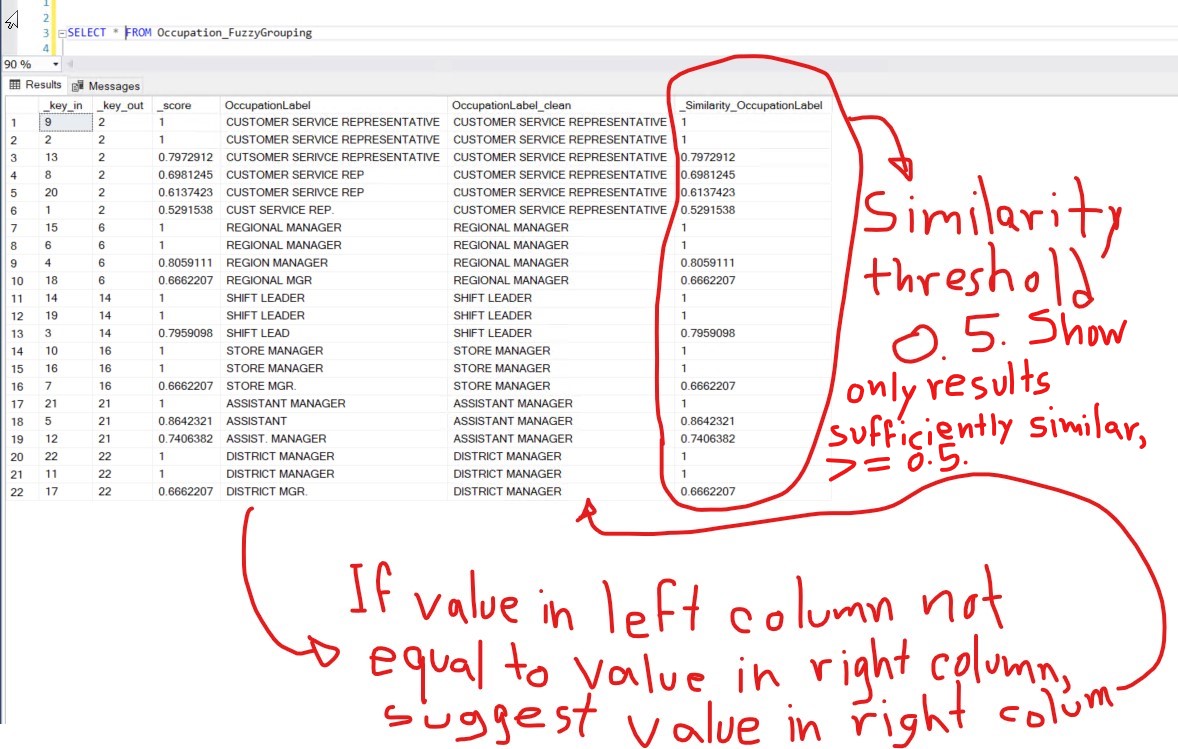 1
2
3 SELECT * FROM Occupation_FuzzyGrouping
4
90 %
Results Messages
_key_in _key_out _score OccupationLabel OccupationLabel_clean _Similarity_OccupationLabel
1 9 2 1 CUSTOMER SERVICE REPRESENTATIVE CUSTOMER SERVICE REPRESENTATIVE 1
2 2 2 1 CUSTOMER SERVICE REPRESENTATIVE CUSTOMER SERVICE REPRESENTATIVE 1
3 13 2 0.7972912 CUTSOMER SERVICE REPRESENTATIVE CUSTOMER SERVICE REPRESENTATIVE 0.7972912
4 8 2 0.6981245 CUSTOMER SERVICE REP CUSTOMER SERVICE REPRESENTATIVE 0.6981245
5 20 2 0.6137423 CUSTOMER SERIVCE REP CUSTOMER SERVICE REPRESENTATIVE 0.6137423
6 1 2 0.5291538 CUST SERVICE REP. CUSTOMER SERVICE REPRESENTATIVE 0.5291538
7 15 6 1 REGIONAL MANAGER REGIONAL MANAGER 1
8 6 6 1 REGIONAL MANAGER REGIONAL MANAGER 1
9 4 6 0.8059111 REGION MANAGER REGIONAL MANAGER 0.8059111
10 18 6 0.6662207 REGIONAL MGR REGIONAL MANAGER 0.6662207
11 14 14 1 SHIFT LEADER SHIFT LEADER 1
12 19 14 1 SHIFT LEADER SHIFT LEADER 1
13 3 14 0.7959098 SHIFT LEAD SHIFT LEADER 0.7959098
14 10 16 1 STORE MANAGER STORE MANAGER 1
15 16 16 1 STORE MANAGER STORE MANAGER 1
16 7 16 0.6662207 STORE MGR. STORE MANAGER 0.6662207
17 21 21 1 ASSISTANT MANAGER ASSISTANT MANAGER 1
18 5 21 0.8642321 ASSISTANT ASSISTANT MANAGER 0.8642321
19 12 21 0.7406382 ASSIST. MANAGER ASSISTANT MANAGER 0.7406382
20 22 22 1 DISTRICT MANAGER DISTRICT MANAGER 1
21 11 22 1 DISTRICT MANAGER DISTRICT MANAGER 1
22 17 22 0.6662207 DISTRICT MGR. DISTRICT MANAGER 0.6662207
Similarity
threshold
0.5. Show
only results
sufficiently similar,
>= 0.5.
If value in left column not
equal to value in right column,
suggest value in right colum